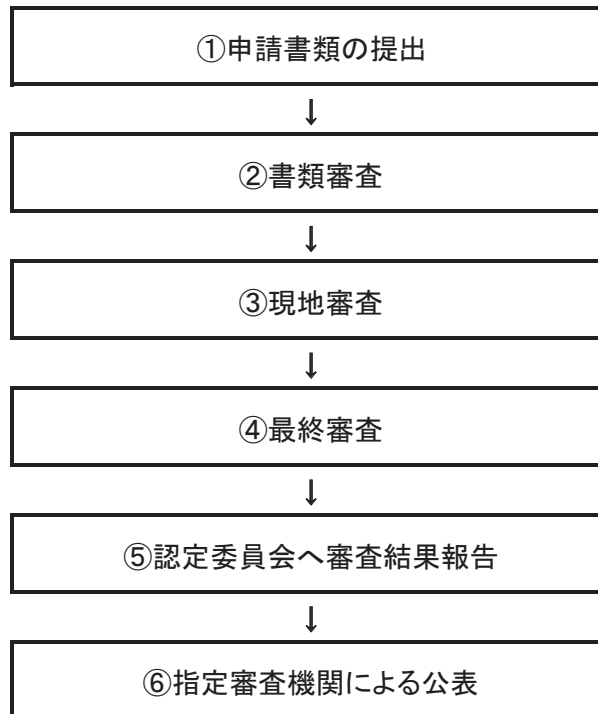 ①申請書類の提出
↓
②書類審査
↓
③現地審査
↓
④最終審査
↓
⑤認定委員会へ審査結果報告
↓
⑥指定審査機関による公表